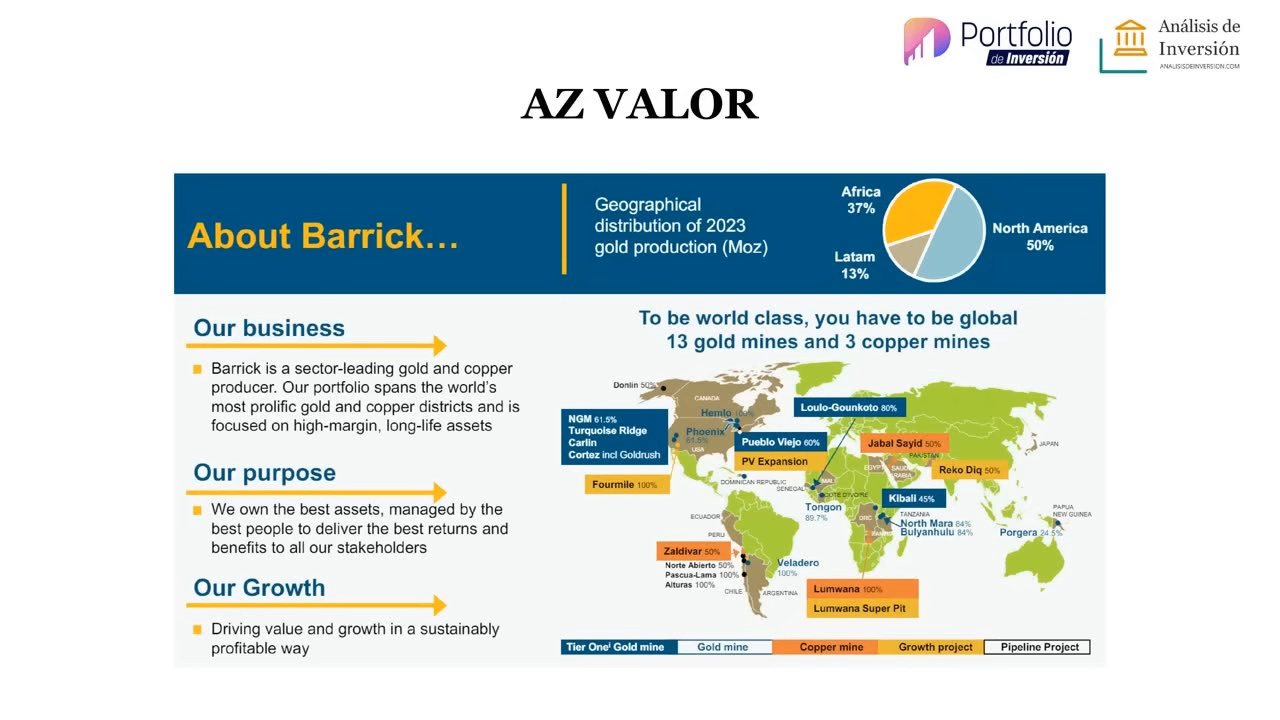 Portfolio
de Inversión
Análisis de
Inversión
ANALISISDEINVERSION.COM
AZ VALOR
About Barrick…
Geographical
distribution of 2023
gold production (Moz)
Africa
37%
North America
50%
Latam
13%
Our business
Barrick is a sector-leading gold and copper
producer. Our portfolio spans the world's
most prolific gold and copper districts and is
focused on high-margin, long-life assets
Our purpose
We own the best assets, managed by the
best people to deliver the best returns and
benefits to all our stakeholders
Our Growth
Driving value and growth in a sustainably
profitable way
To be world class, you have to be global
13 gold mines and 3 copper mines
Donlin 50%
CANADA
Hemlo 100%
Loulo-Gounkoto 80%
NGM 61.5%
Turquoise Ridge
Carlin
Cortez incl Goldrush
Phoenix
61.5%
USA
Pueblo Viejo 60%
PV Expansion
Jabal Sayid 50%
JAPAN
PAKISTAN
EGYPT
SAUDI
ARABIA
Reko Diq 50%
Fourmile 100%
DOMINICAN REPUBLIC
SENEGAL
MALI
CÔTE D'IVOIRE
Kibali 45%
Tongon
89.7%
ECUADOR
DRC
TANZANIA
North Mara 84%
Bulyanhulu 84%
PAPUA
NEW GUINEA
Porgera 24.5%
PERU
ZAMBIA
Zaldivar 50%
Norte Abierto 50%
Pascua-Lama 100%
Alturas 100%
Veladero
100%
CHILE
ARGENTINA
Lumwana 100%
Lumwana Super Pit
Tier One¹ Gold mine
Gold mine
Copper mine
Growth project
Pipeline Project